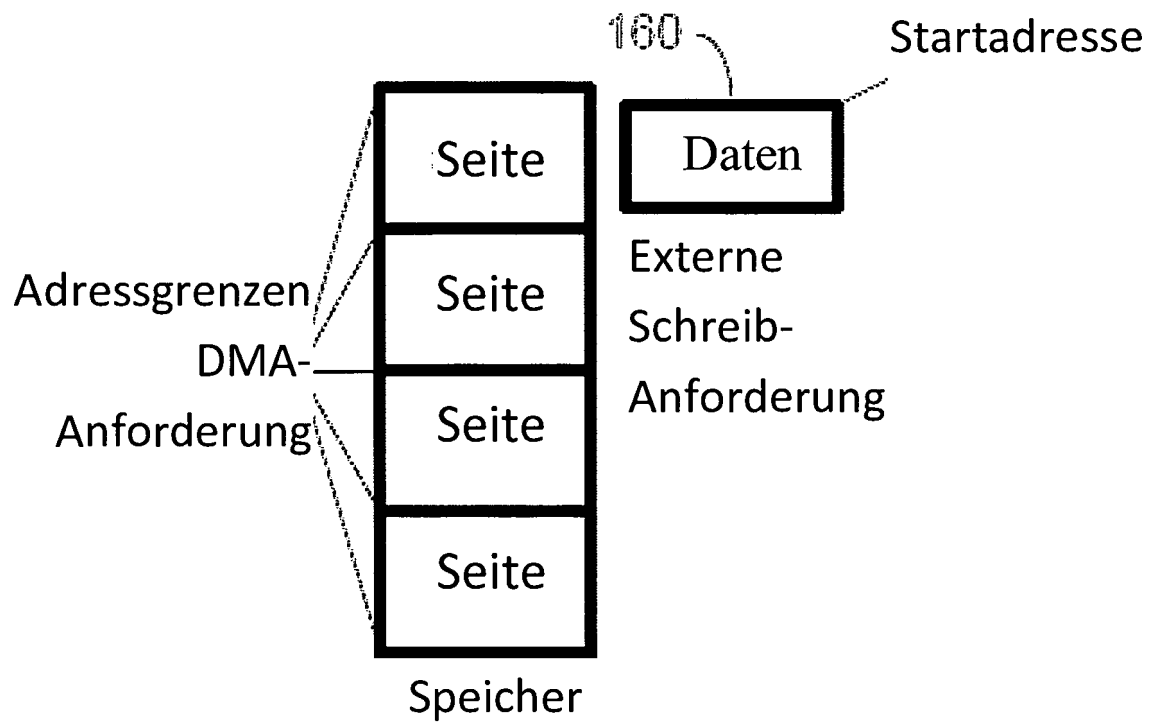 160
Startadresse
Seite
Daten
Seite
Externe
Schreib-
Anforderung
Adressgrenzen
DMA-
Anforderung
Seite
Seite
Speicher